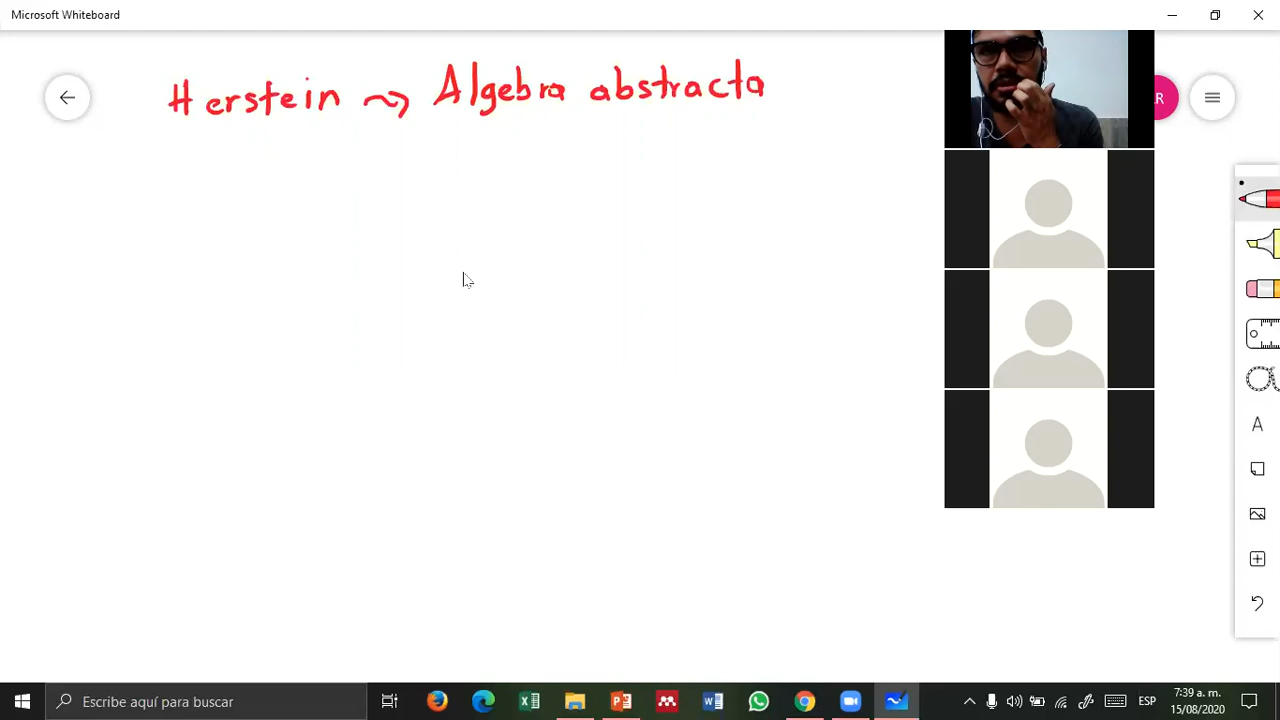 Microsoft Whiteboard
Herstein ⇝ Algebra abstracta
R
A
Escribe aquí para buscar
ESP
7:39 a. m.
15/08/2020